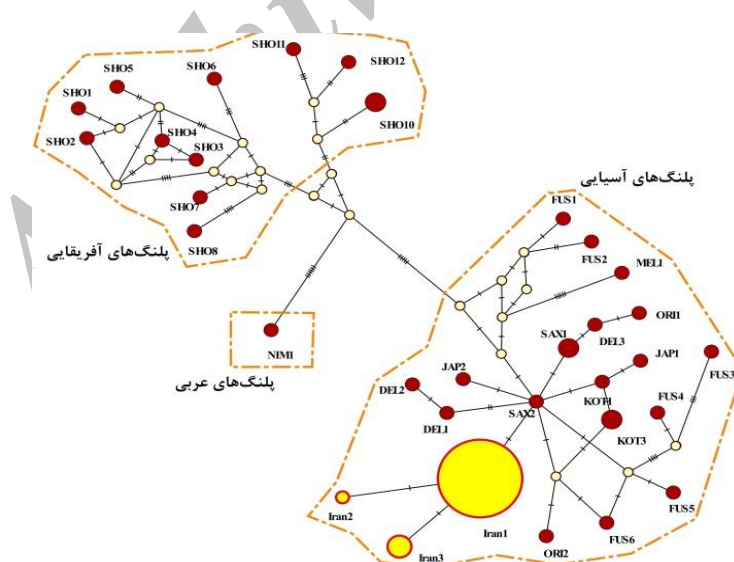 SHO11
SHO12
SHO5
SHO6
SHO1
SHO10
SHO2
SHO4
SHO3
SHO7
SHO8
پلنگ‌های آفریقایی
پلنگ‌های آسیایی
FUS1
FUS2
MEL1
NIM1
پلنگ‌های عربی
SAX1
ORI1
DEL3
JAP2
JAP1
FUS3
DEL2
KOT1
FUS4
SAX2
DEL1
KOT3
Iran2
Iran1
FUS5
Iran3
ORI2
FUS6